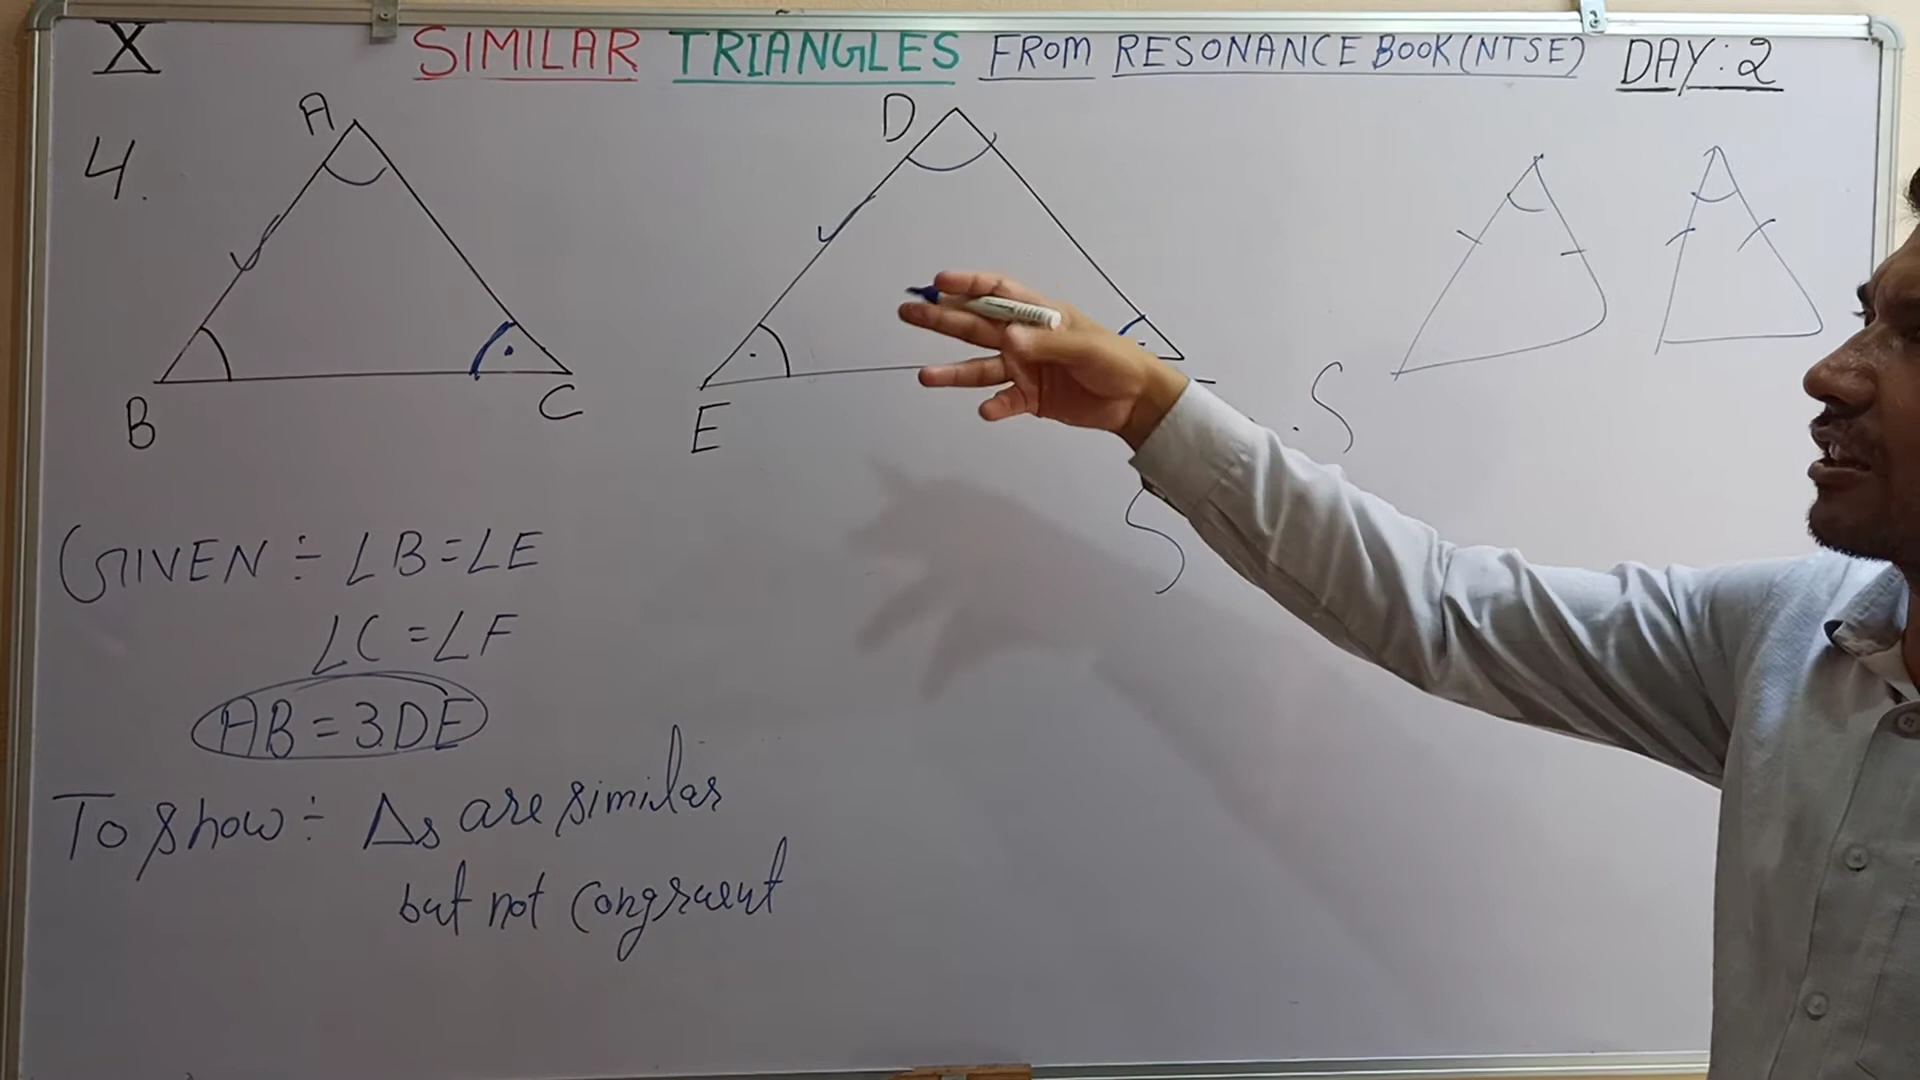 X SIMILAR TRIANGLES FROM RESONANCE BOOK (NTSE) DAY: 2
4.
A
D
B
C
E
S
S
GIVEN ÷ ∠B=∠E
∠C=∠F
AB=3DE
To show ÷ Δs are similar
but not congruent